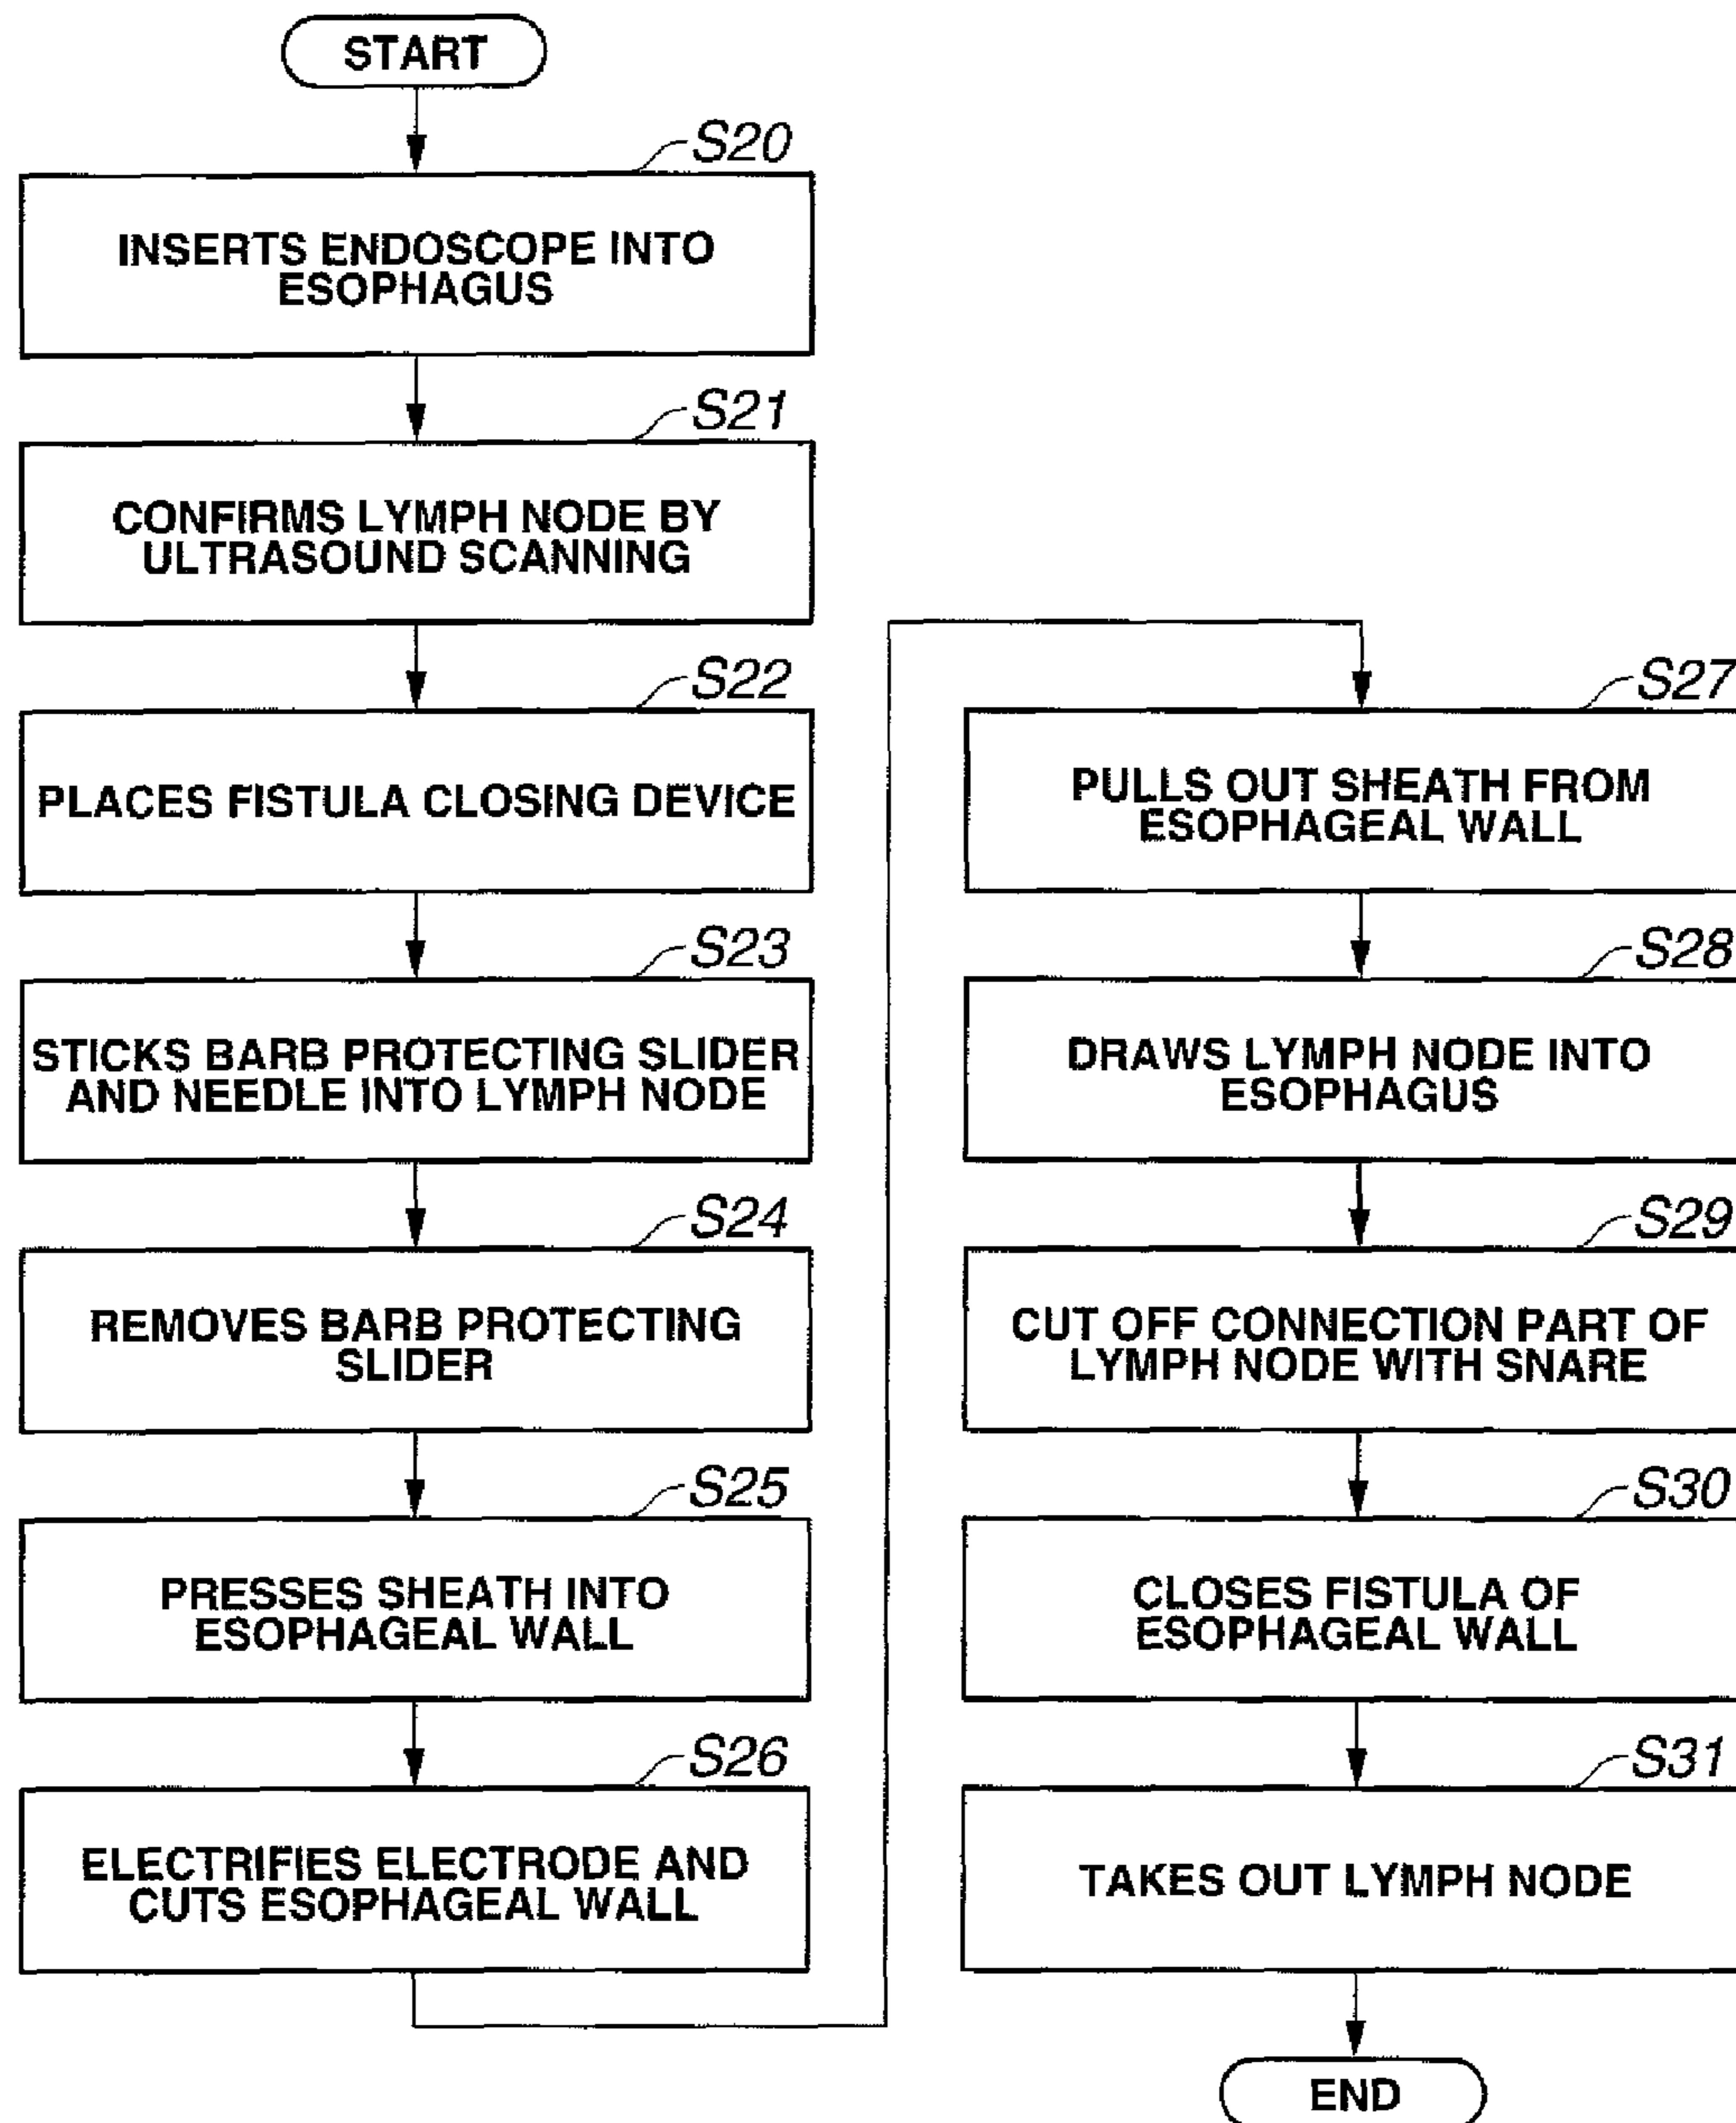 START
S20
INSERTS ENDOSCOPE INTO
ESOPHAGUS
S21
CONFIRMS LYMPH NODE BY
ULTRASOUND SCANNING
S22
PLACES FISTULA CLOSING DEVICE
S23
STICKS BARB PROTECTING SLIDER
AND NEEDLE INTO LYMPH NODE
S24
REMOVES BARB PROTECTING
SLIDER
S25
PRESSES SHEATH INTO
ESOPHAGEAL WALL
S26
ELECTRIFIES ELECTRODE AND
CUTS ESOPHAGEAL WALL
S27
PULLS OUT SHEATH FROM
ESOPHAGEAL WALL
S28
DRAWS LYMPH NODE INTO
ESOPHAGUS
S29
CUT OFF CONNECTION PART OF
LYMPH NODE WITH SNARE
S30
CLOSES FISTULA OF
ESOPHAGEAL WALL
S31
TAKES OUT LYMPH NODE
END